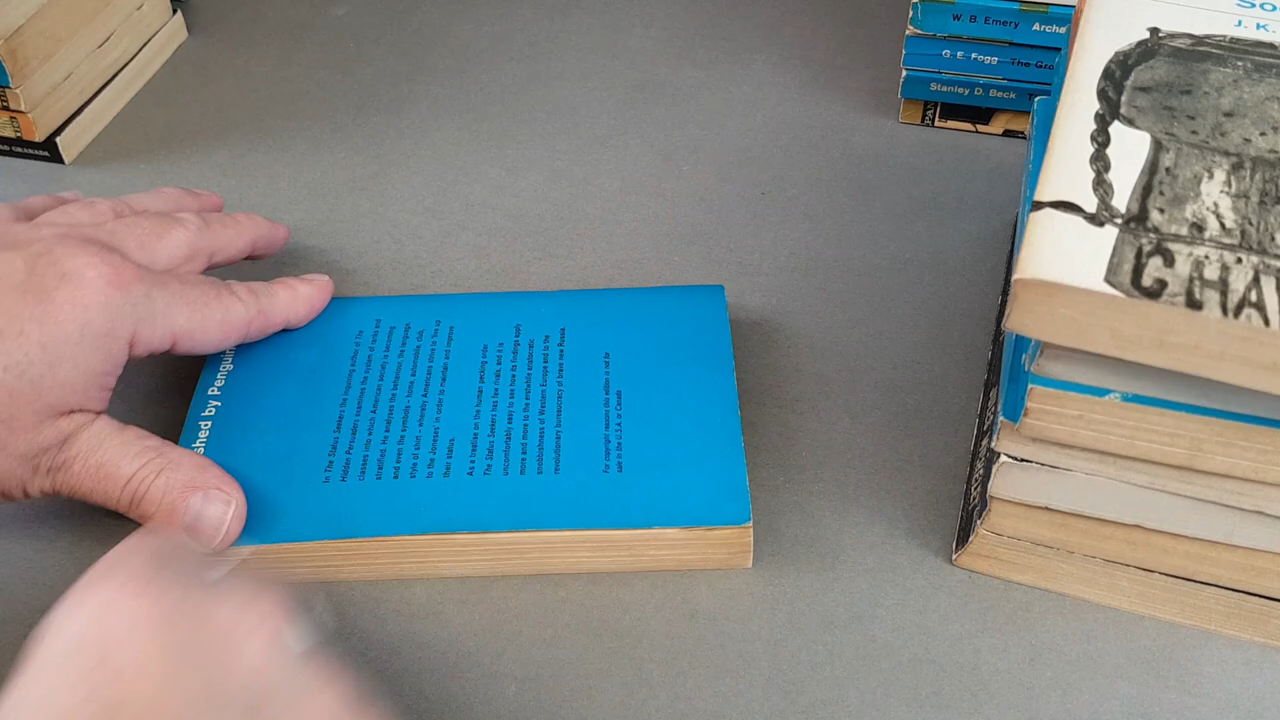 shed by Penguin
In The Status Seekers the inquiring author of The
Hidden Persuaders examines the system of ranks and
classes into which American society is becoming
stratified. He analyses the behaviour, the language,
and even the symbols – home, automobile, club,
style of shirt – whereby Americans strive to 'live up
to the Joneses' in order to maintain and improve
their status.
As a treatise on the human pecking order
The Status Seekers has few rivals, and it is
uncomfortably easy to see how its findings apply
more and more to the erstwhile aristocratic
snobbishness of Western Europe and to the
revolutionary bureaucracy of brave new Russia.
For copyright reasons this edition is not for
sale in the U.S.A. or Canada
W. B. Emery Archa
G. E. Fogg The Gro
Stanley D. Beck T
PAN
So
J. K.
CHA
AD GRANADA